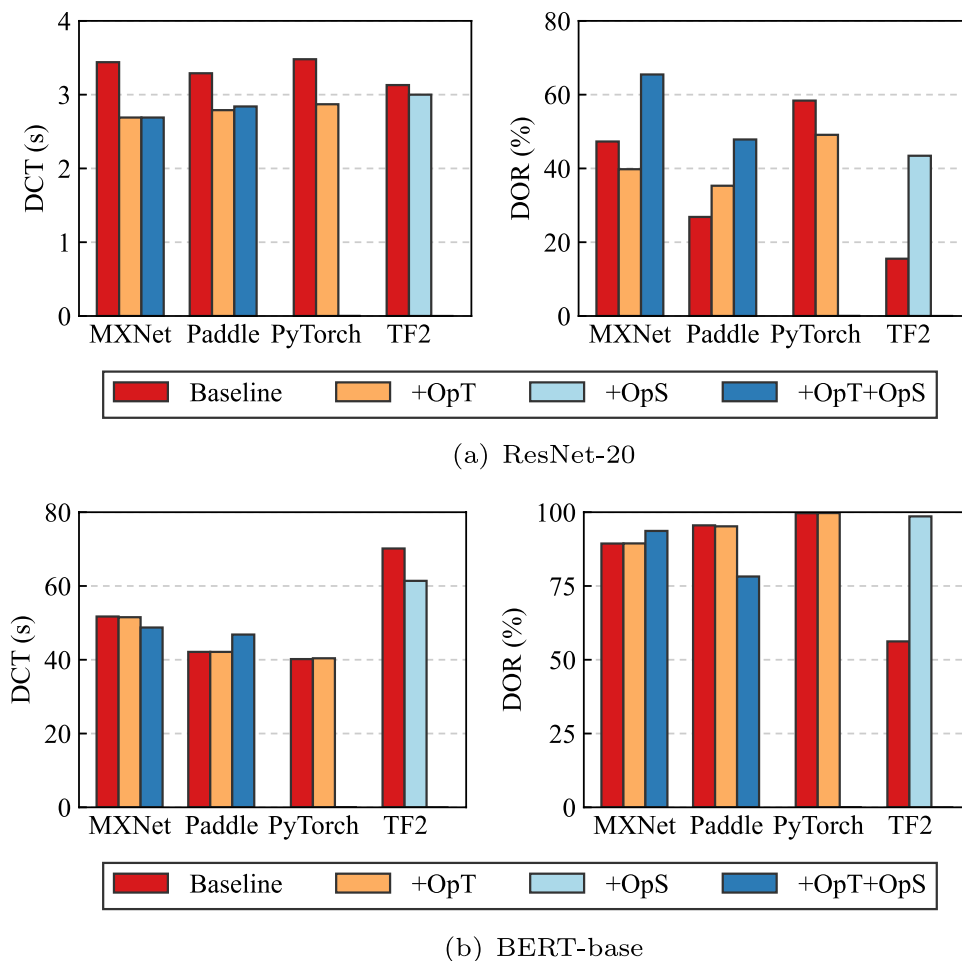 4
3
2
1
0
DCT (s)
MXNet Paddle PyTorch TF2
80
60
40
20
0
DOR (%)
MXNet Paddle PyTorch TF2
Baseline +OpT +OpS +OpT+OpS
(a) ResNet-20
80
60
40
20
0
DCT (s)
MXNet Paddle PyTorch TF2
100
75
50
25
0
DOR (%)
MXNet Paddle PyTorch TF2
Baseline +OpT +OpS +OpT+OpS
(b) BERT-base